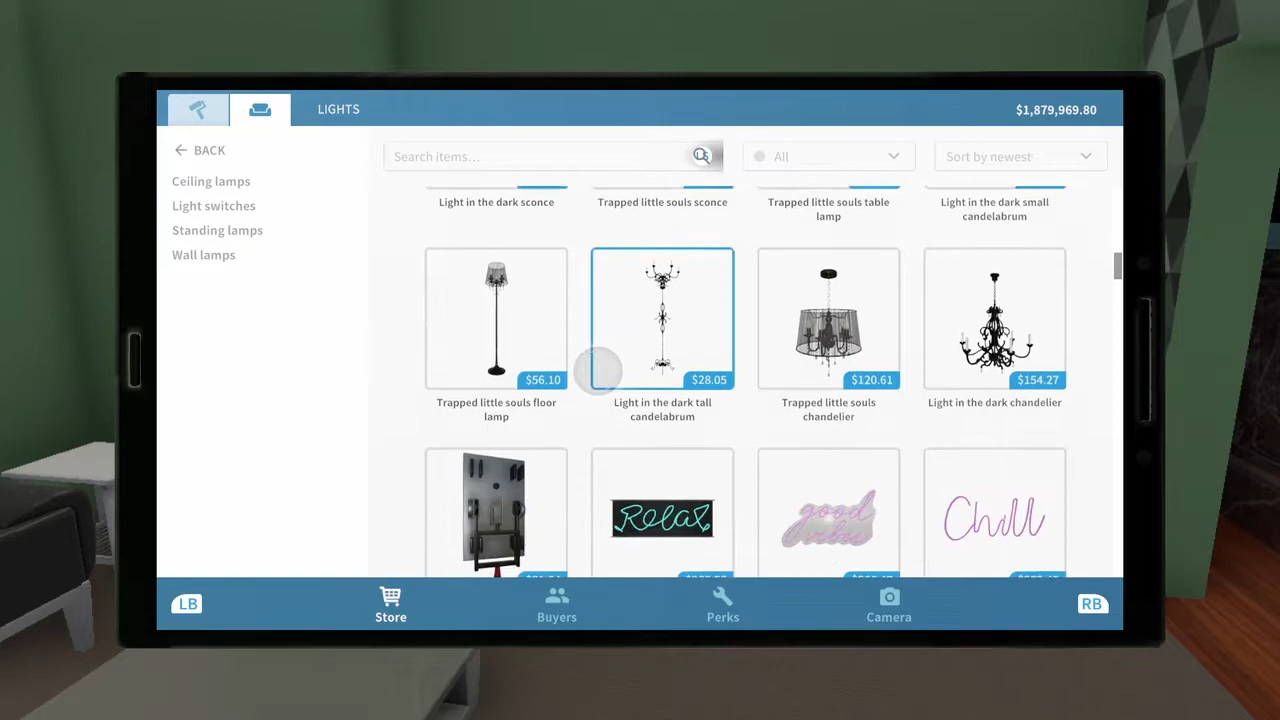 LIGHTS
$1,879,969.80
BACK
Search items...
LS
All
Sort by newest
Ceiling lamps
Light switches
Standing lamps
Wall lamps
Light in the dark sconce
Trapped little souls sconce
Trapped little souls table
lamp
Light in the dark small
candelabrum
$56.10
$28.05
$120.61
$154.27
Trapped little souls floor
lamp
Light in the dark tall
candelabrum
Trapped little souls
chandelier
Light in the dark chandelier
Relax
good
vibes
Chill
LB
Store
Buyers
Perks
Camera
RB